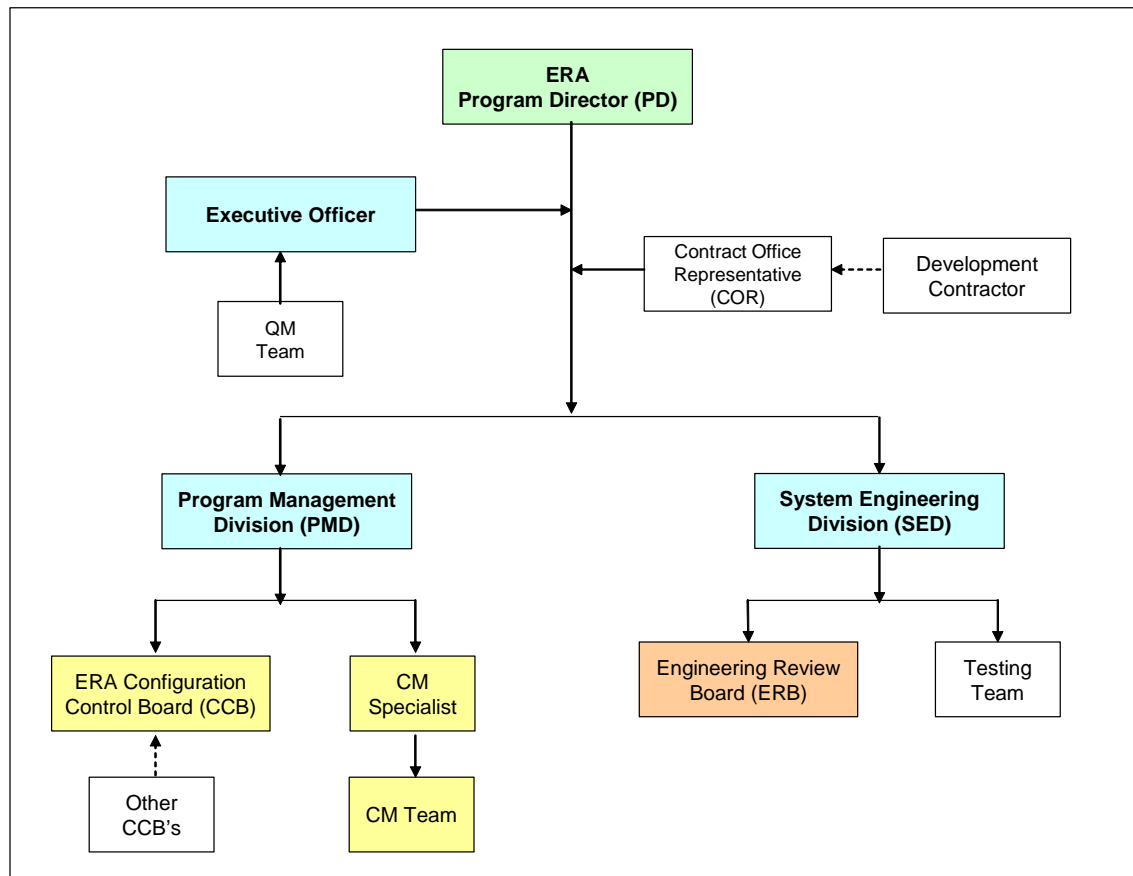 ERA
Program Director (PD)
Executive Officer
Contract Office
Representative
(COR)
Development
Contractor
QM
Team
Program Management
Division (PMD)
System Engineering
Division (SED)
ERA Configuration
Control Board (CCB)
CM
Specialist
Engineering Review
Board (ERB)
Testing
Team
Other
CCB's
CM Team